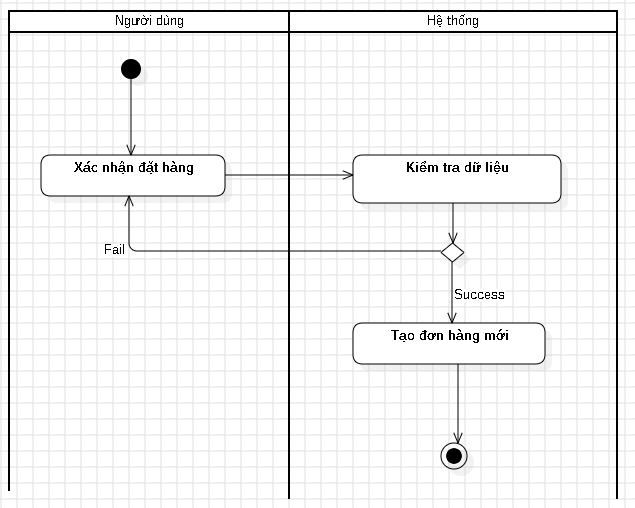 Người dùng
Hệ thống
Xác nhận đặt hàng
Kiểm tra dữ liệu
Fail
Success
Tạo đơn hàng mới